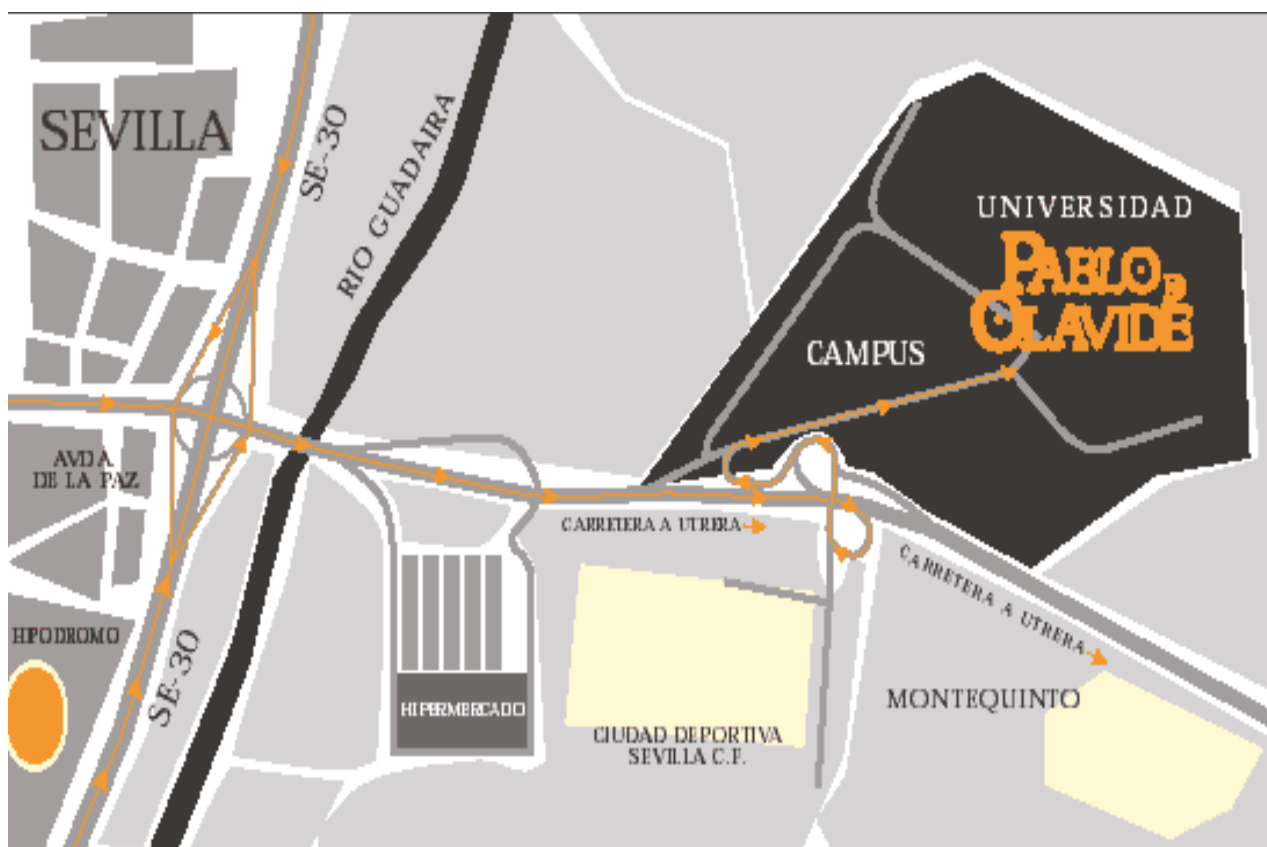 SEVILLA
SE-30
RIO GUADAIRA
UNIVERSIDAD
PABLO DE
OLAVIDE
CAMPUS
AVDA.
DE LA PAZ
CARRETERA A UTRERA
CARRETERA A UTRERA
HIPODROMO
SE-30
HIPERMERCADO
MONTEQUINTO
CIUDAD DEPORTIVA
SEVILLA C.F.